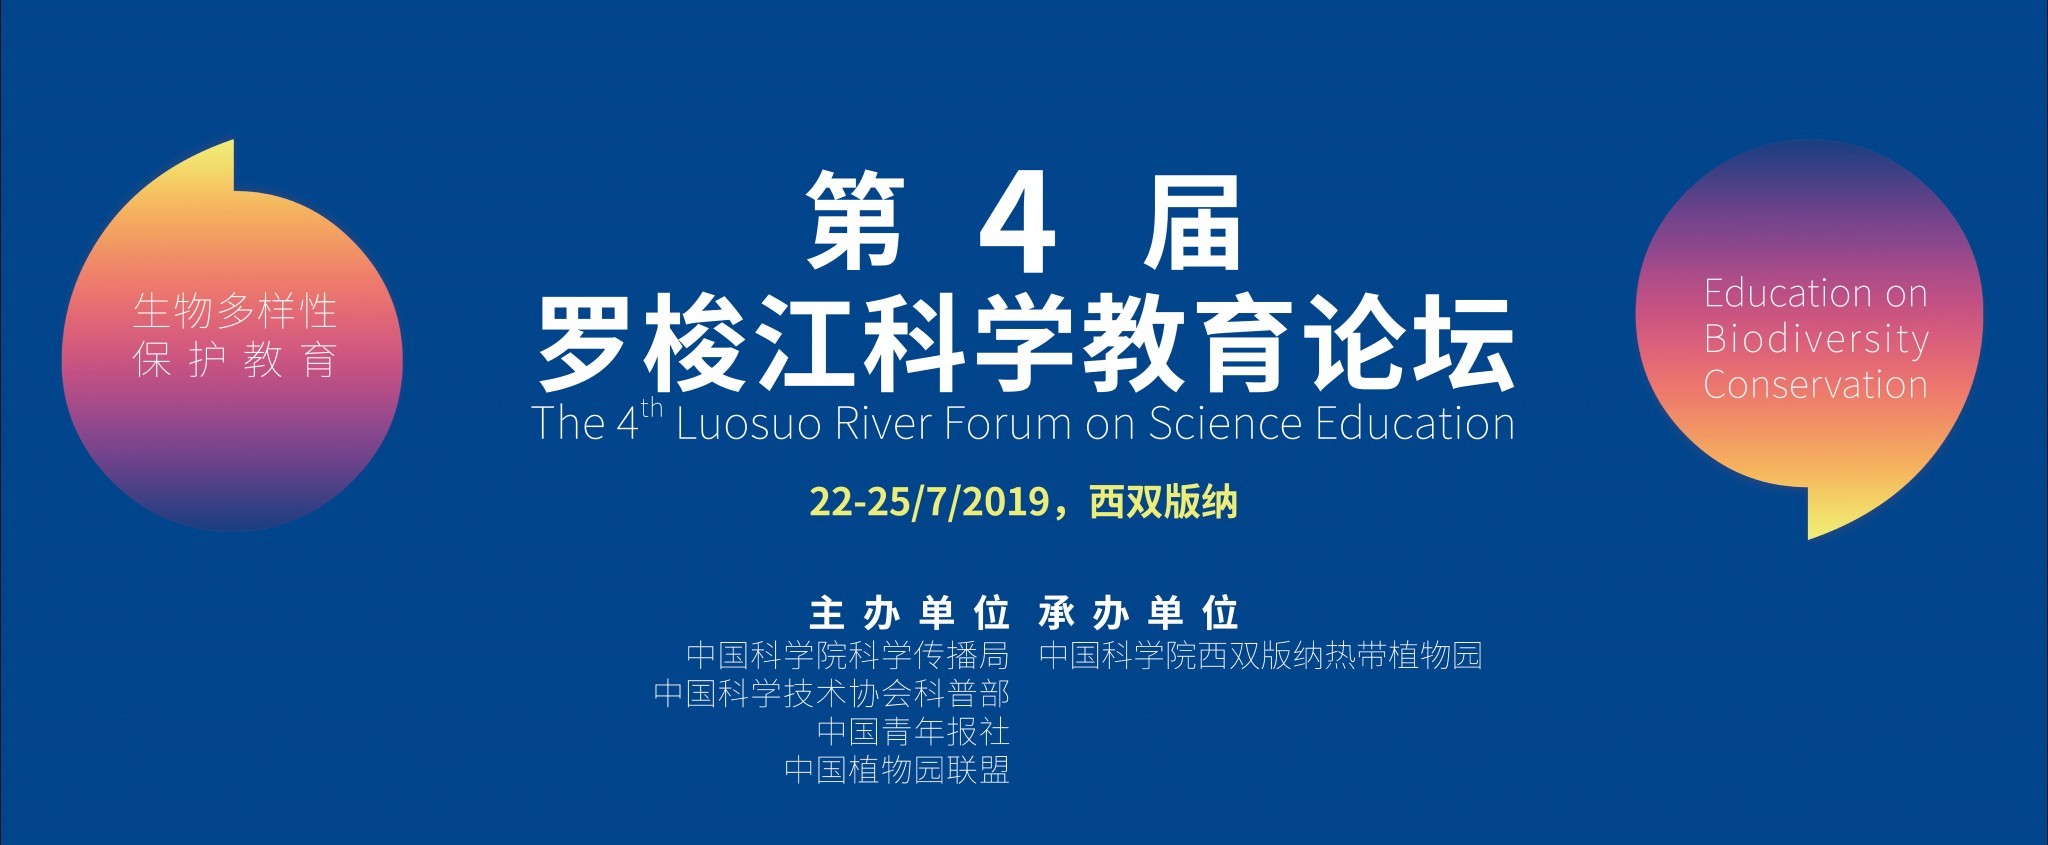 第 4 届
罗梭江科学教育论坛
The 4th Luosuo River Forum on Science Education
22-25/7/2019，西双版纳
生物多样性
保护教育
Education on
Biodiversity
Conservation
主办单位
中国科学院科学传播局
中国科学技术协会科普部
中国青年报社
中国植物园联盟
承办单位
中国科学院西双版纳热带植物园